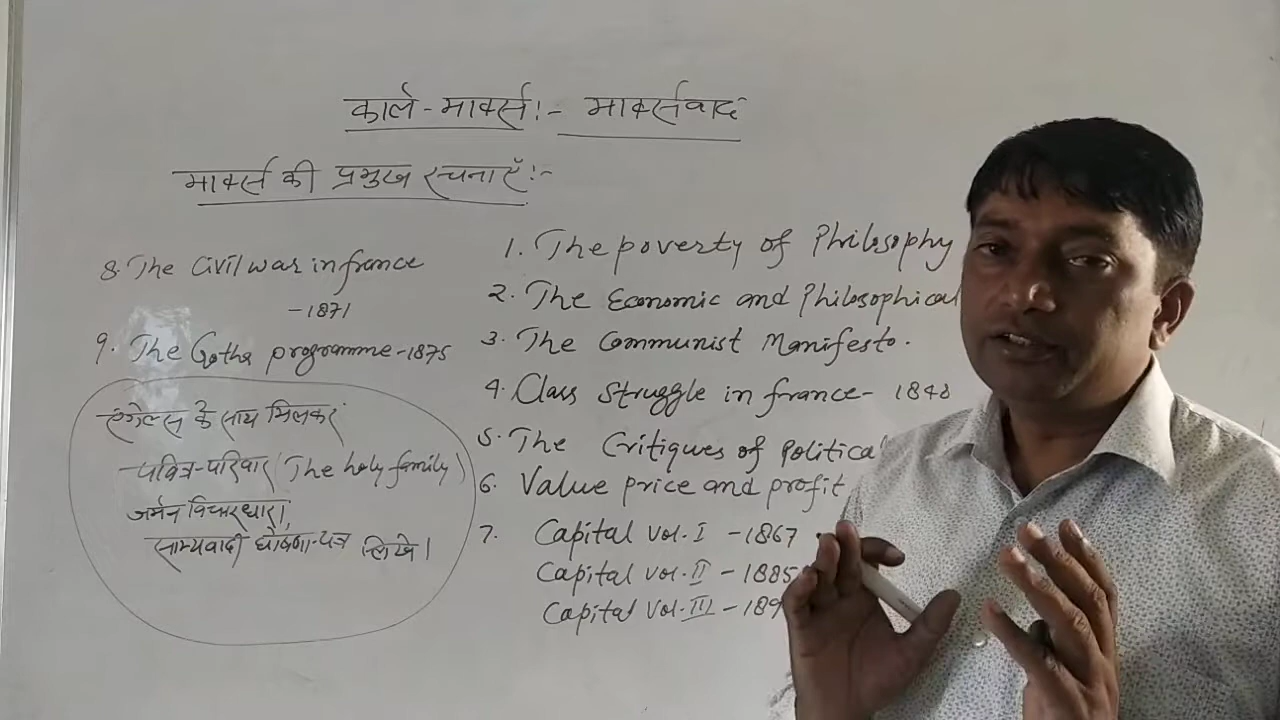 कार्ल-मार्क्स:- मार्क्सवाद
मार्क्स की प्रमुख रचनाएँ:-
1. The poverty of Philosophy
2. The Economic and Philosophical
3. The Communist Manifesto.
4. Class Struggle in france- 1848
5. The Critiques of Political
6. Value price and profit
7. Capital vol. I - 1867
Capital vol. II - 1885
Capital vol. III - 189
8. The Civil war in france
-1871
9. The Gotha programme-1875
एंगेल्स के साथ मिलकर
-पवित्र-परिवार (The holy family)
जर्मन विचारधारा,
साम्यवादी घोषणा-पत्र लिखे।